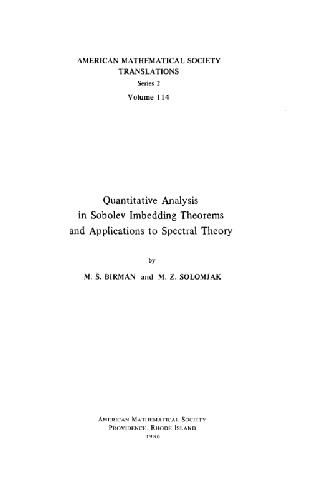 AMERICAN MATHEMATICAL SOCIETY
TRANSLATIONS
Series 2
Volume 114
Quantitative Analysis
in Sobolev Imbedding Theorems
and Applications to Spectral Theory
by
M. S. BIRMAN and M. Z. SOLOMJAK
AMERICAN MATHEMATICAL SOCIETY
PROVIDENCE, RHODE ISLAND
1980